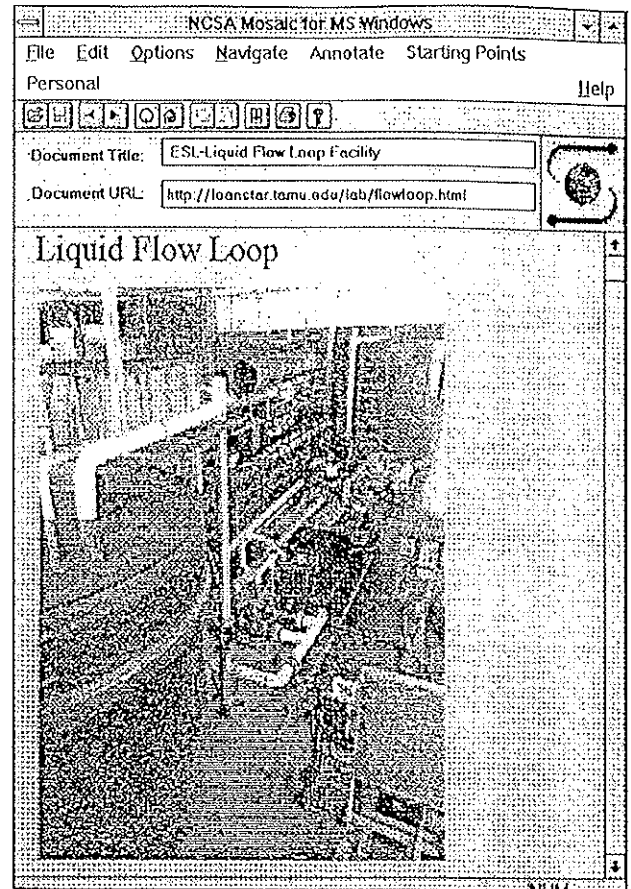 NCSA Mosaic for MS Windows
File Edit Options Navigate Annotate Starting Points
Personal Help
Document Title: ESL-Liquid Flow Loop Facility
Document URL: http://loanstar.tamu.edu/lab/flowloop.html
Liquid Flow Loop